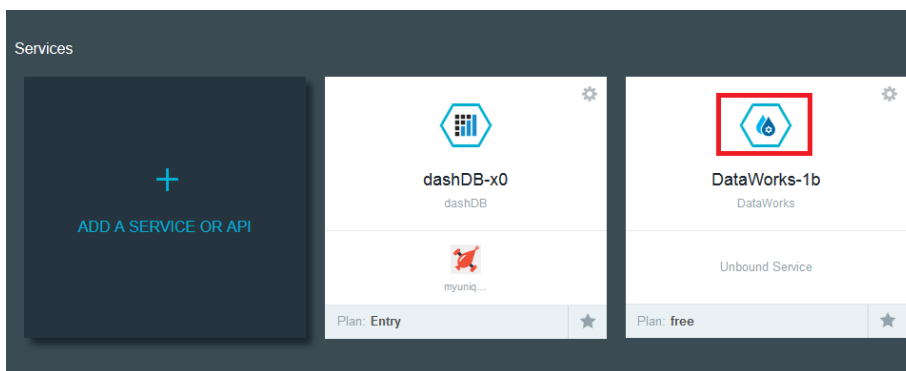 Services
+
ADD A SERVICE OR API
dashDB-x0
dashDB
myuniq...
Plan: Entry
DataWorks-1b
DataWorks
Unbound Service
Plan: free